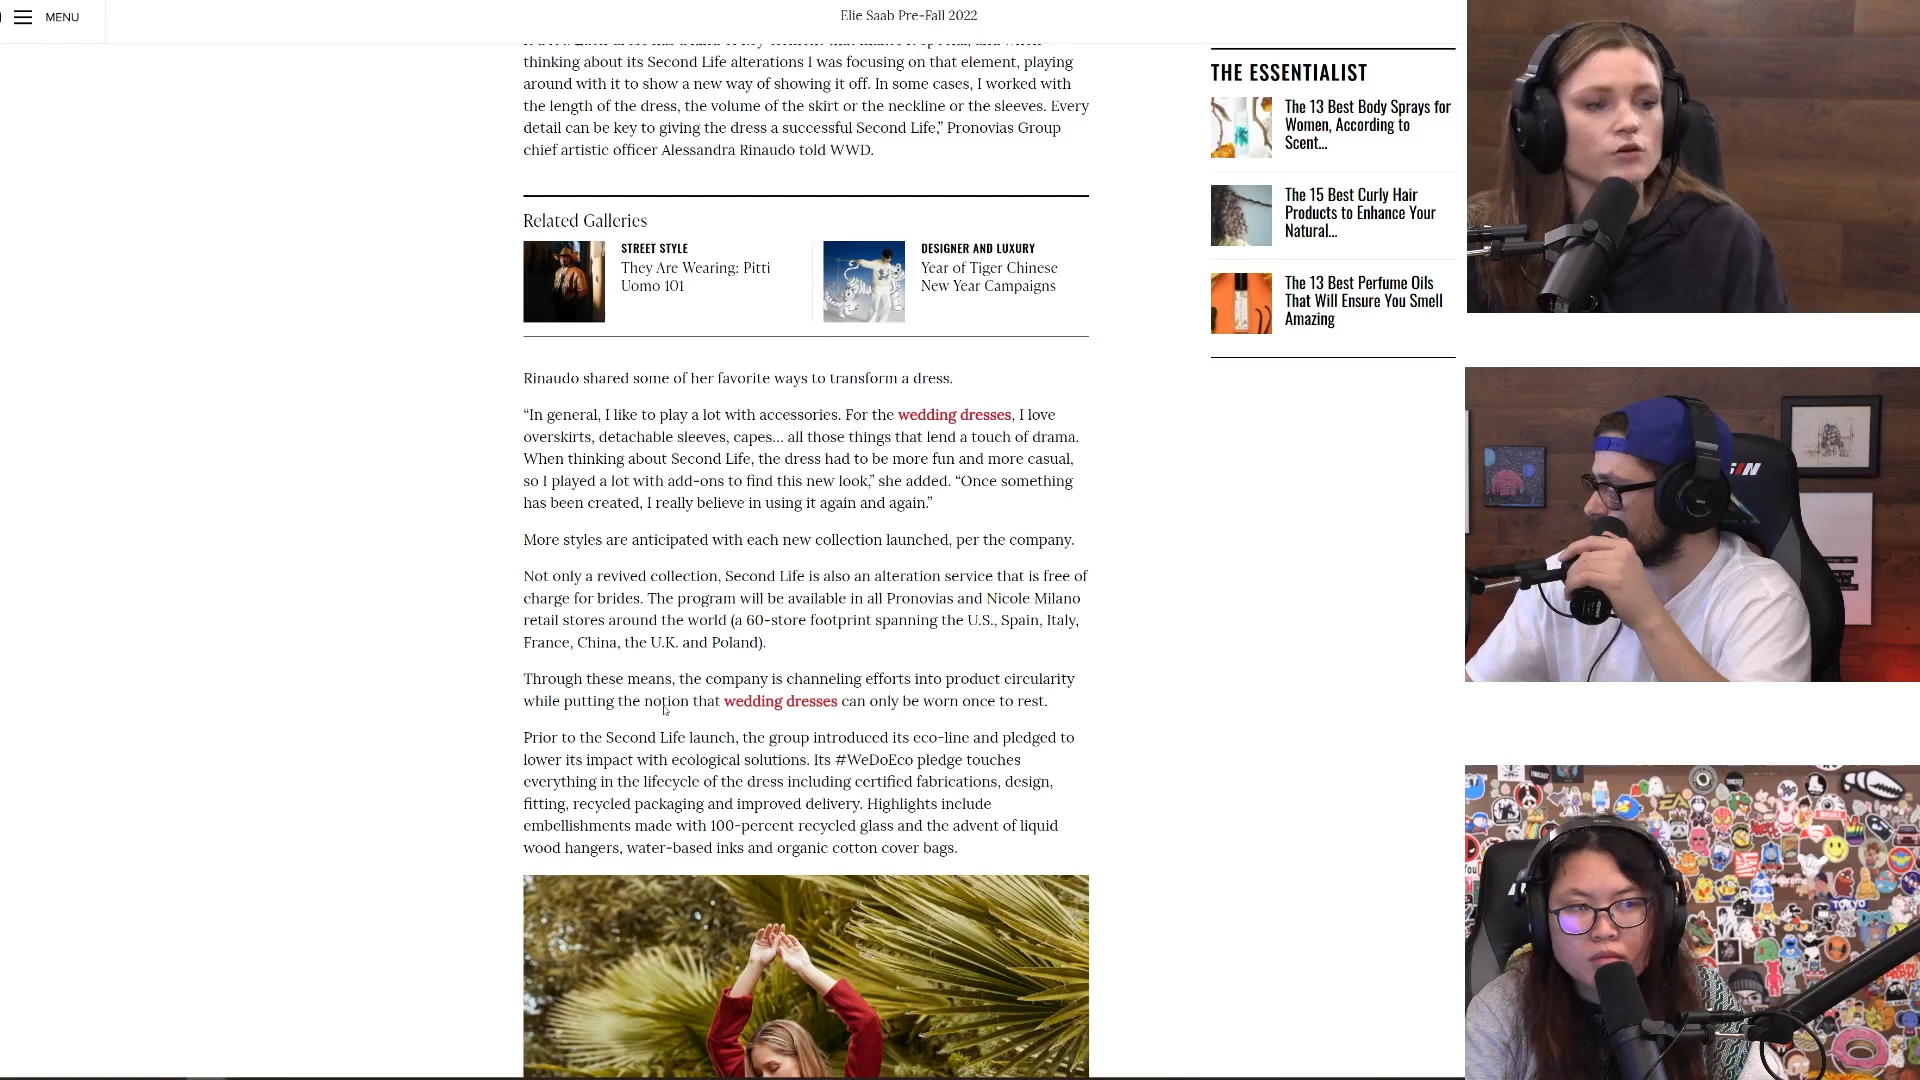 MENU
Elie Saab Pre-Fall 2022
thinking about its Second Life alterations I was focusing on that element, playing
around with it to show a new way of showing it off. In some cases, I worked with
the length of the dress, the volume of the skirt or the neckline or the sleeves. Every
detail can be key to giving the dress a successful Second Life,” Pronovias Group
chief artistic officer Alessandra Rinaudo told WWD.
Related Galleries
STREET STYLE
They Are Wearing: Pitti
Uomo 101
DESIGNER AND LUXURY
Year of Tiger Chinese
New Year Campaigns
Rinaudo shared some of her favorite ways to transform a dress.
“In general, I like to play a lot with accessories. For the wedding dresses, I love
overskirts, detachable sleeves, capes… all those things that lend a touch of drama.
When thinking about Second Life, the dress had to be more fun and more casual,
so I played a lot with add-ons to find this new look,” she added. “Once something
has been created, I really believe in using it again and again.”
More styles are anticipated with each new collection launched, per the company.
Not only a revived collection, Second Life is also an alteration service that is free of
charge for brides. The program will be available in all Pronovias and Nicole Milano
retail stores around the world (a 60-store footprint spanning the U.S., Spain, Italy,
France, China, the U.K. and Poland).
Through these means, the company is channeling efforts into product circularity
while putting the notion that wedding dresses can only be worn once to rest.
Prior to the Second Life launch, the group introduced its eco-line and pledged to
lower its impact with ecological solutions. Its #WeDoEco pledge touches
everything in the lifecycle of the dress including certified fabrications, design,
fitting, recycled packaging and improved delivery. Highlights include
embellishments made with 100-percent recycled glass and the advent of liquid
wood hangers, water-based inks and organic cotton cover bags.
THE ESSENTIALIST
The 13 Best Body Sprays for
Women, According to
Scent…
The 15 Best Curly Hair
Products to Enhance Your
Natural…
The 13 Best Perfume Oils
That Will Ensure You Smell
Amazing
TOKYO